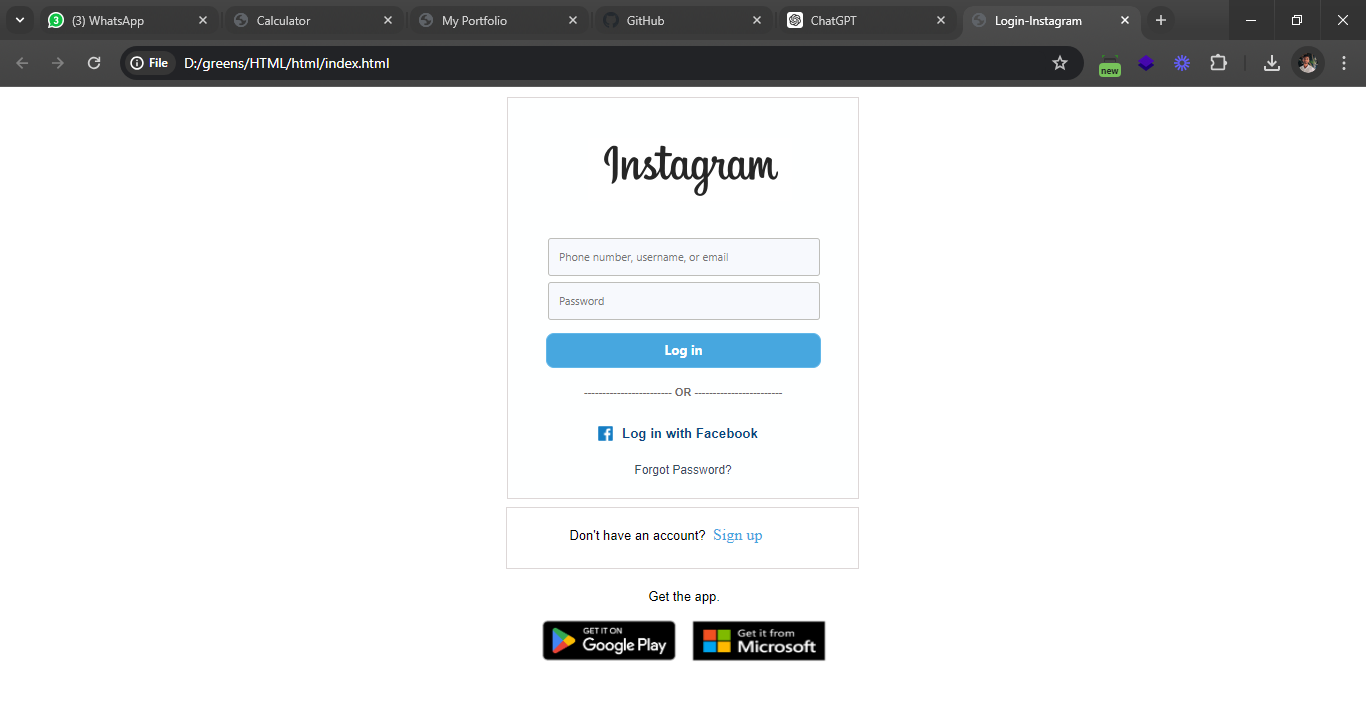 (3) WhatsApp
Calculator
My Portfolio
GitHub
ChatGPT
Login-Instagram
File
D:/greens/HTML/html/index.html
new
Instagram
Phone number, username, or email
Password
Log in
------------------------ OR ------------------------
Log in with Facebook
Forgot Password?
Don't have an account? Sign up
Get the app.
GET IT ON
Google Play
Get it from
Microsoft